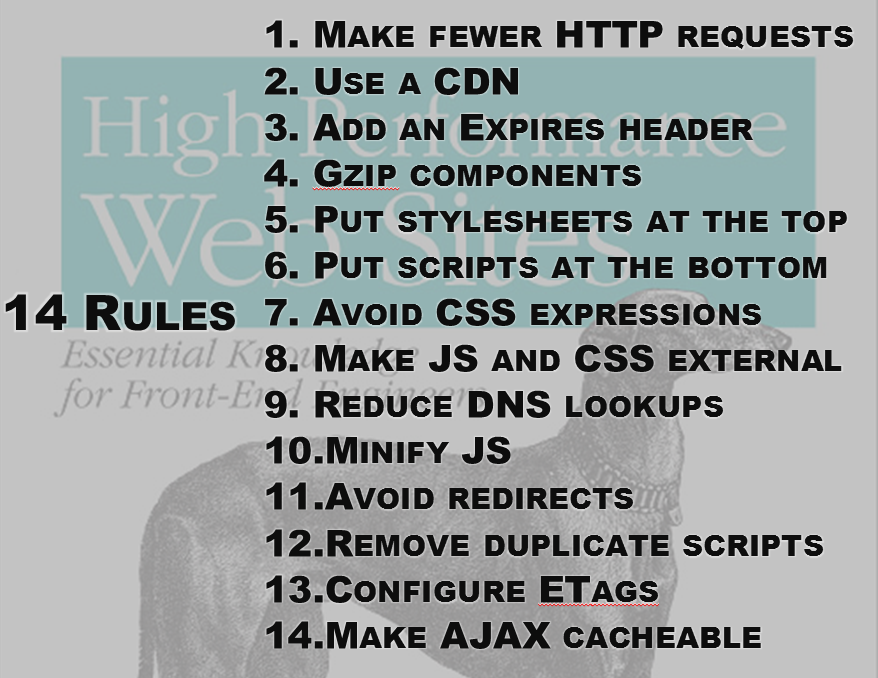 1. Make fewer HTTP requests
2. Use a CDN
3. Add an Expires header
4. Gzip components
5. Put stylesheets at the top
6. Put scripts at the bottom
14 Rules
7. Avoid CSS expressions
8. Make JS and CSS external
9. Reduce DNS lookups
10.Minify JS
11.Avoid redirects
12.Remove duplicate scripts
13.Configure ETags
14.Make AJAX cacheable
High Performance
Web Sites
Essential Knowledge
for Front-End Engineers